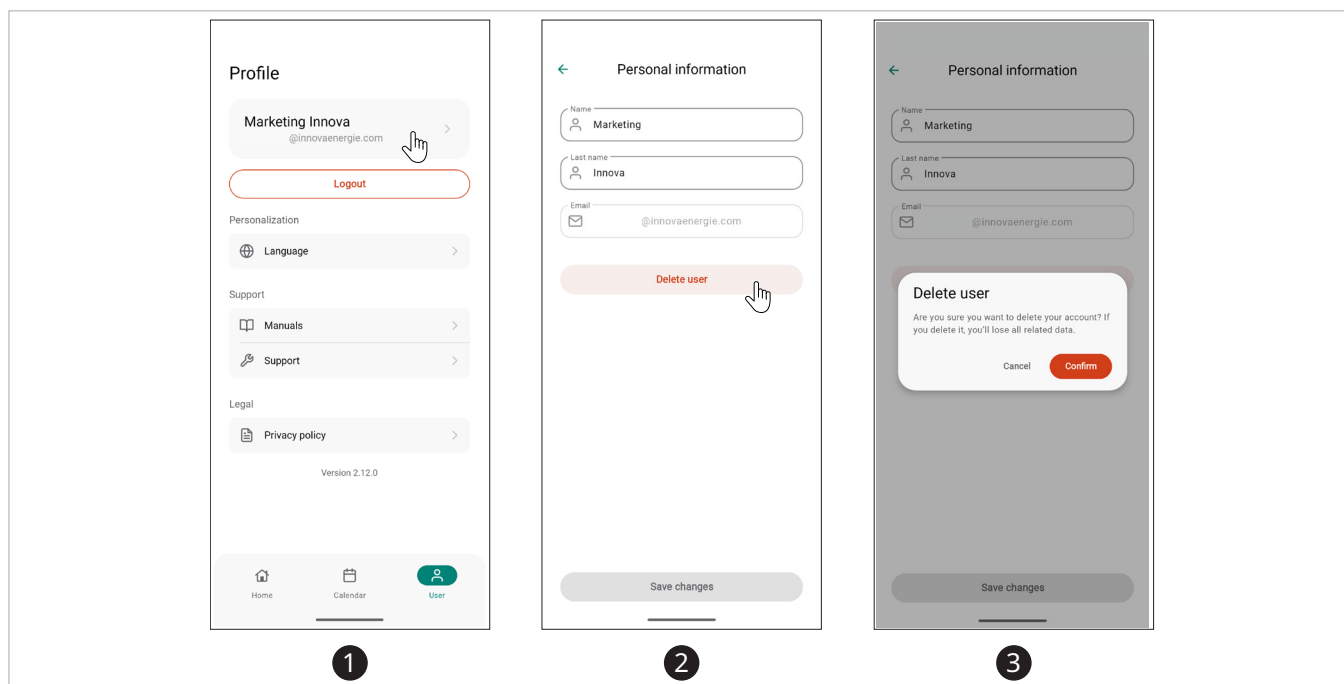 Profile
Marketing Innova
@innovaenergie.com
Logout
Personalization
Language
Support
Manuals
Support
Legal
Privacy policy
Version 2.12.0
Home
Calendar
User
1
Personal information
Name
Marketing
Last name
Innova
Email
@innovaenergie.com
Delete user
Save changes
2
Personal information
Name
Marketing
Last name
Innova
Email
@innovaenergie.com
Delete user
Are you sure you want to delete your account? If
you delete it, you'll lose all related data.
Cancel
Confirm
Save changes
3